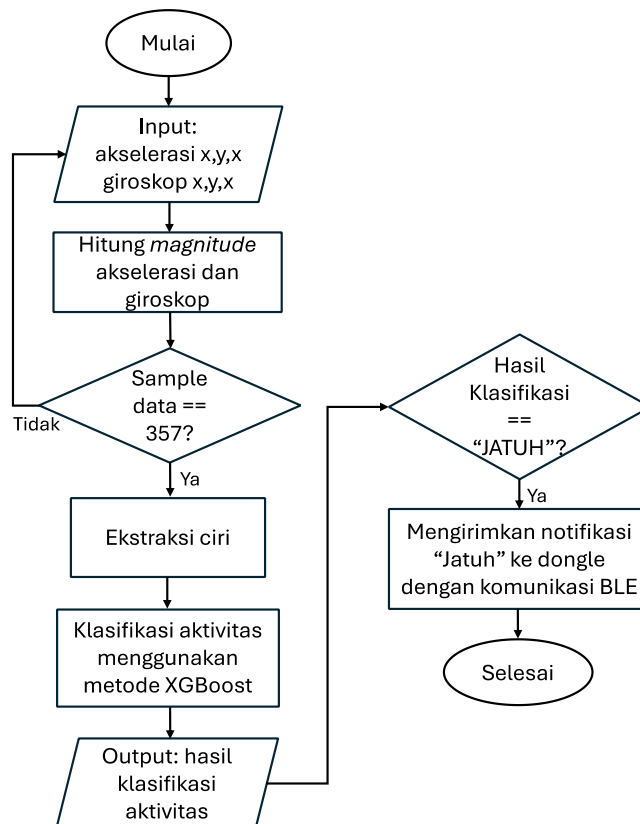 Mulai
Input:
akselerasi x,y,x
giroskop x,y,x
Hitung magnitude
akselerasi dan
giroskop
Sample
data ==
357?
Tidak
Ya
Ekstraksi ciri
Klasifikasi aktivitas
menggunakan
metode XGBoost
Output: hasil
klasifikasi
aktivitas
Hasil
Klasifikasi
==
“JATUH”?
Ya
Mengirimkan notifikasi
“Jatuh” ke dongle
dengan komunikasi BLE
Selesai